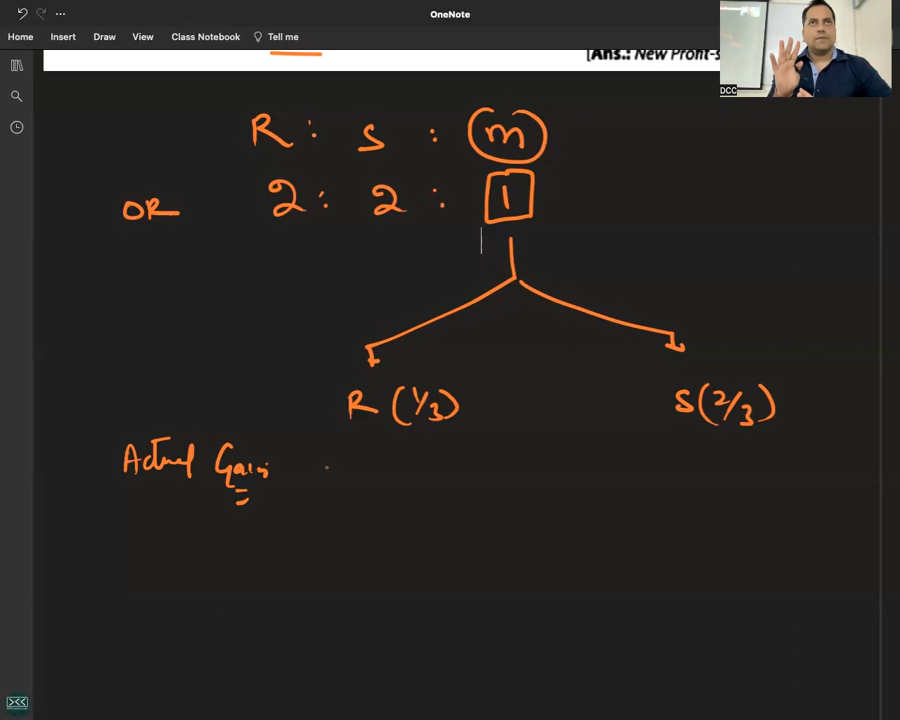 OneNote
Home Insert Draw View Class Notebook Tell me
[Ans.: New Profit-s
DCC
R : S : (m)
OR 2 : 2 : 1
R (1/3) S (2/3)
Actual Gain